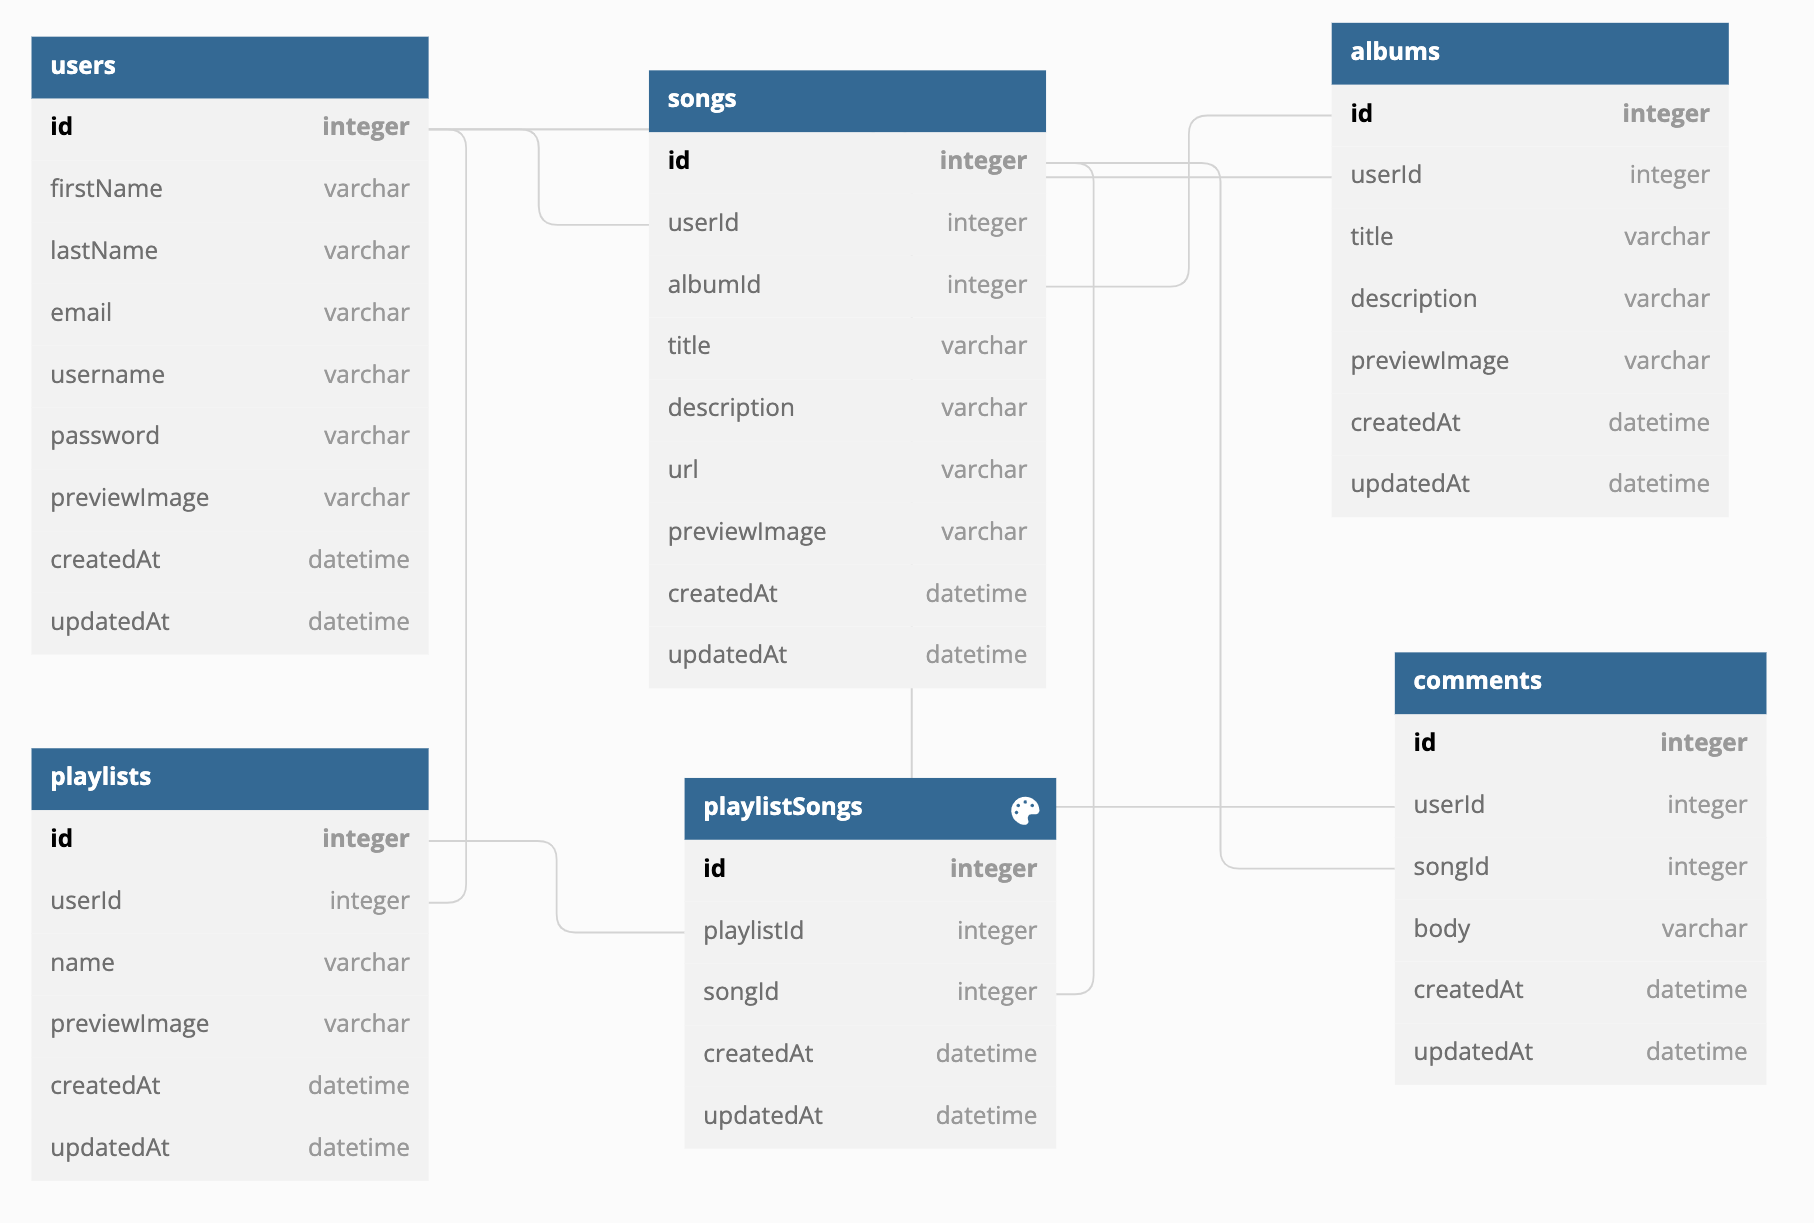 users
id integer
firstName varchar
lastName varchar
email varchar
username varchar
password varchar
previewImage varchar
createdAt datetime
updatedAt datetime
songs
id integer
userId integer
albumId integer
title varchar
description varchar
url varchar
previewImage varchar
createdAt datetime
updatedAt datetime
albums
id integer
userId integer
title varchar
description varchar
previewImage varchar
createdAt datetime
updatedAt datetime
playlists
id integer
userId integer
name varchar
previewImage varchar
createdAt datetime
updatedAt datetime
playlistSongs
id integer
playlistId integer
songId integer
createdAt datetime
updatedAt datetime
comments
id integer
userId integer
songId integer
body varchar
createdAt datetime
updatedAt datetime